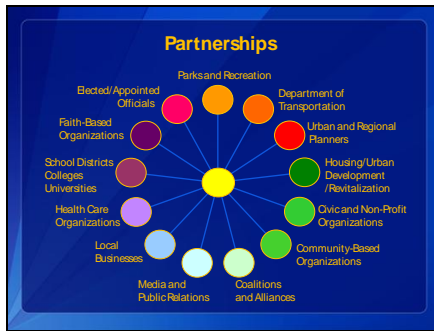 Partnerships
Parks and Recreation
Elected/Appointed
Officials
Department of
Transportation
Faith-Based
Organizations
Urban and Regional
Planners
School Districts
Colleges
Universities
Housing/Urban
Development
/Revitalization
Health Care
Organizations
Civic and Non-Profit
Organizations
Local
Businesses
Community-Based
Organizations
Media and
Public Relations
Coalitions
and Alliances